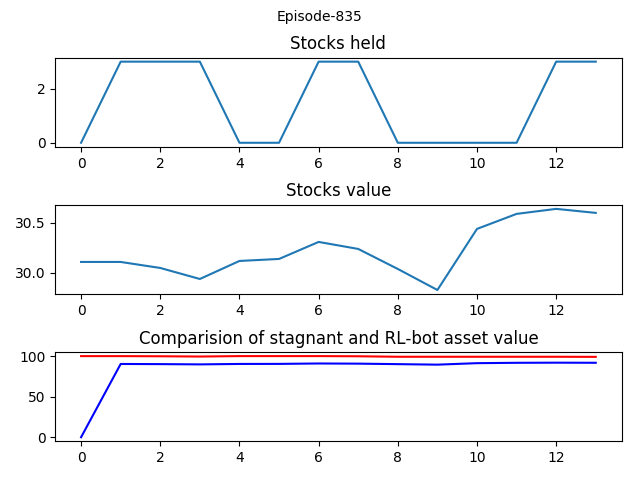 Episode-835
Stocks held
2
0
0 2 4 6 8 10 12
Stocks value
30.5
30.0
0 2 4 6 8 10 12
Comparision of stagnant and RL-bot asset value
100
50
0
0 2 4 6 8 10 12